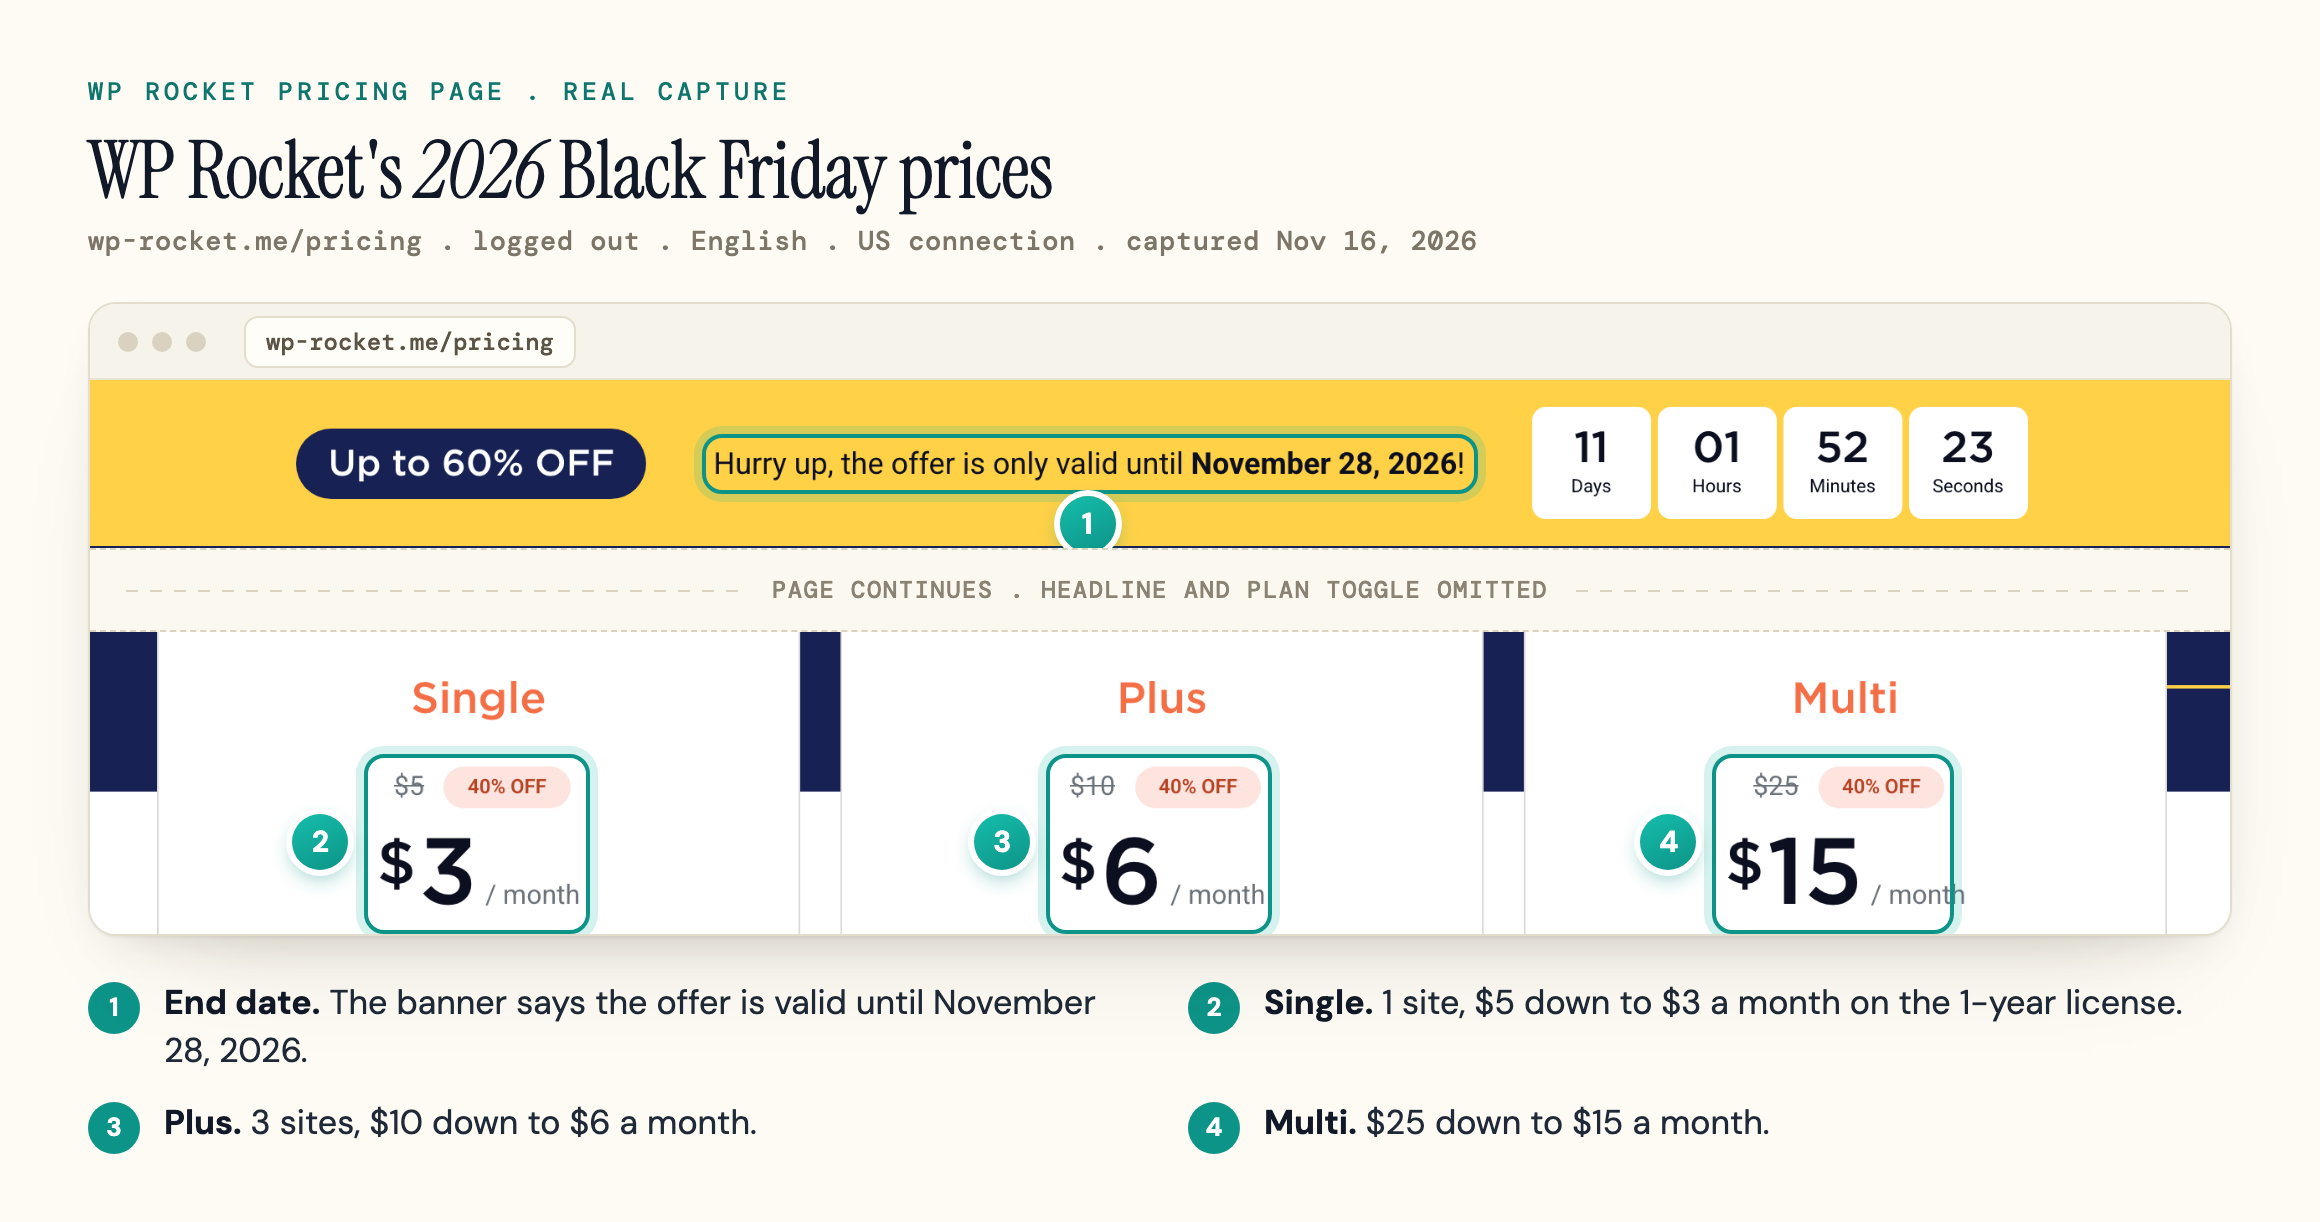 WP ROCKET PRICING PAGE . REAL CAPTURE
WP Rocket's 2026 Black Friday prices
wp-rocket.me/pricing . logged out . English . US connection . captured Nov 16, 2026
wp-rocket.me/pricing
Up to 60% OFF
Hurry up, the offer is only valid until November 28, 2026!
11 01 52 23
Days Hours Minutes Seconds
1
PAGE CONTINUES . HEADLINE AND PLAN TOGGLE OMITTED
Single
$5 40% OFF
2
$3 / month
Plus
$10 40% OFF
3
$6 / month
Multi
$25 40% OFF
4
$15 / month
1 End date. The banner says the offer is valid until November
28, 2026.
2 Single. 1 site, $5 down to $3 a month on the 1-year license.
3 Plus. 3 sites, $10 down to $6 a month.
4 Multi. $25 down to $15 a month.